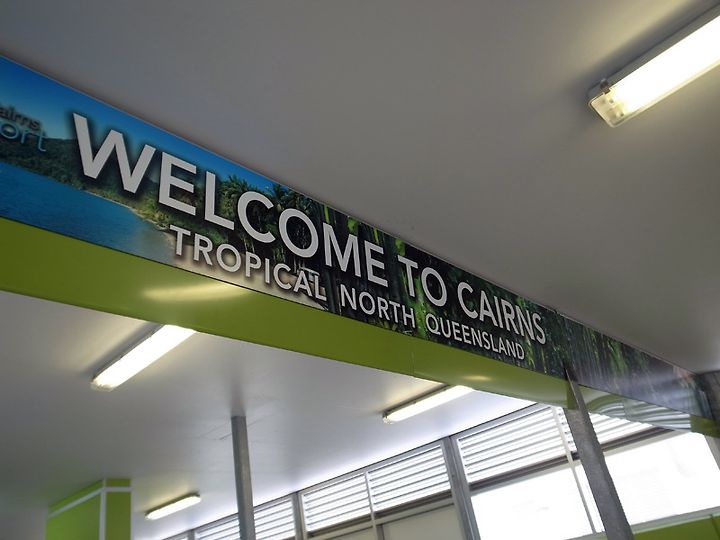 WELCOME TO CAIRNS
TROPICAL NORTH QUEENSLAND